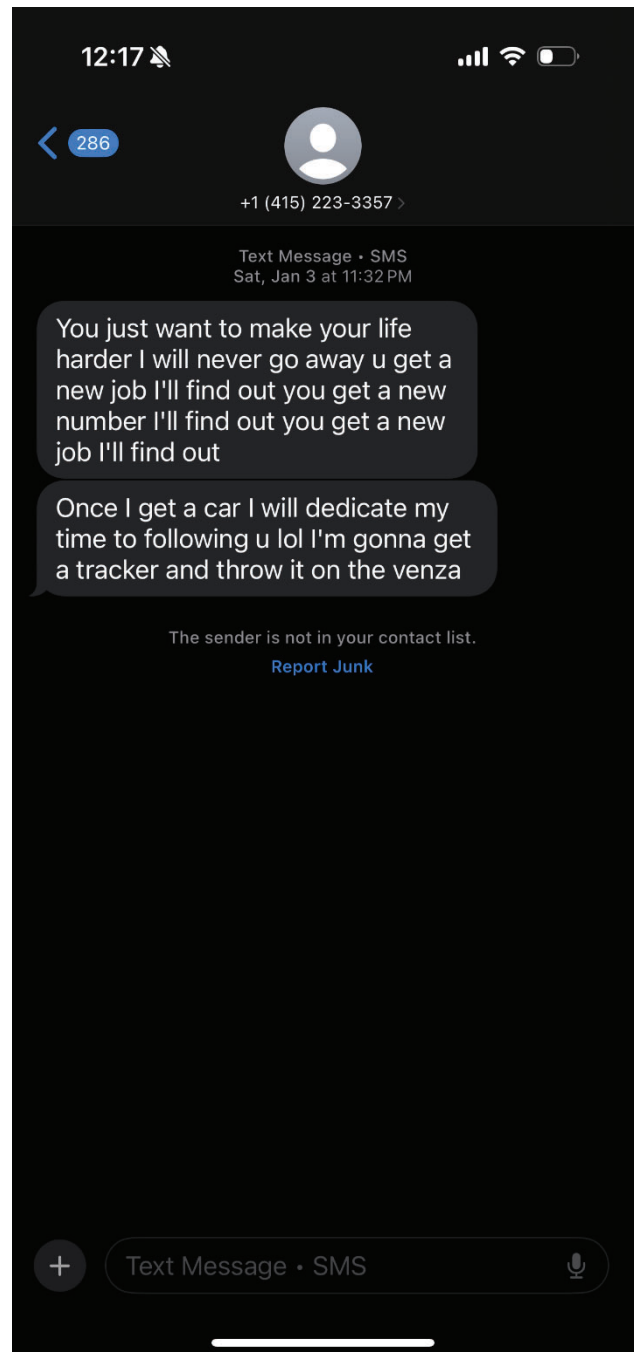 12:17
286
+1 (415) 223-3357
Text Message • SMS
Sat, Jan 3 at 11:32 PM
You just want to make your life
harder I will never go away u get a
new job I'll find out you get a new
number I'll find out you get a new
job I'll find out
Once I get a car I will dedicate my
time to following u lol I'm gonna get
a tracker and throw it on the venza
The sender is not in your contact list.
Report Junk
Text Message • SMS